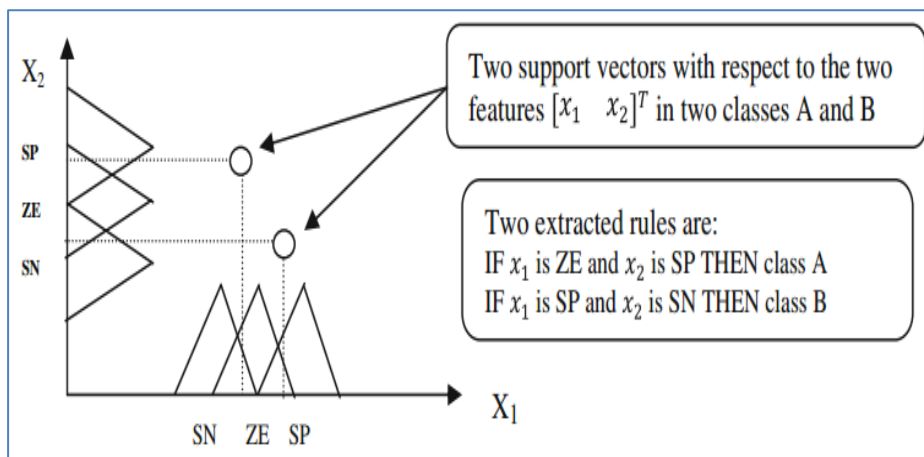 X₂
SP
ZE
SN
Two support vectors with respect to the two
features [x₁ x₂]ᵀ in two classes A and B
Two extracted rules are:
IF x₁ is ZE and x₂ is SP THEN class A
IF x₁ is SP and x₂ is SN THEN class B
X₁
SN ZE SP